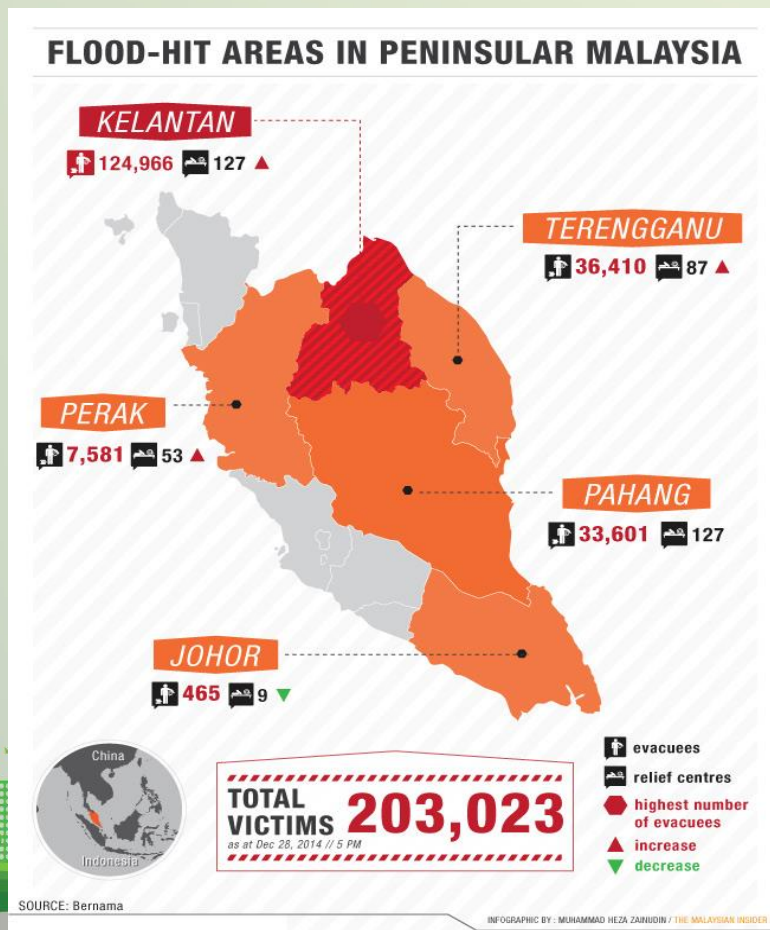 FLOOD-HIT AREAS IN PENINSULAR MALAYSIA
KELANTAN
124,966 127
TERENGGANU
36,410 87
PERAK
7,581 53
PAHANG
33,601 127
JOHOR
465 9
China
Indonesia
TOTAL
VICTIMS
203,023
as at Dec 28, 2014 // 5 PM
evacuees
relief centres
highest number
of evacuees
increase
decrease
SOURCE: Bernama
INFOGRAPHIC BY : MUHAMMAD HEZA ZAINUDIN / THE MALAYSIAN INSIDER